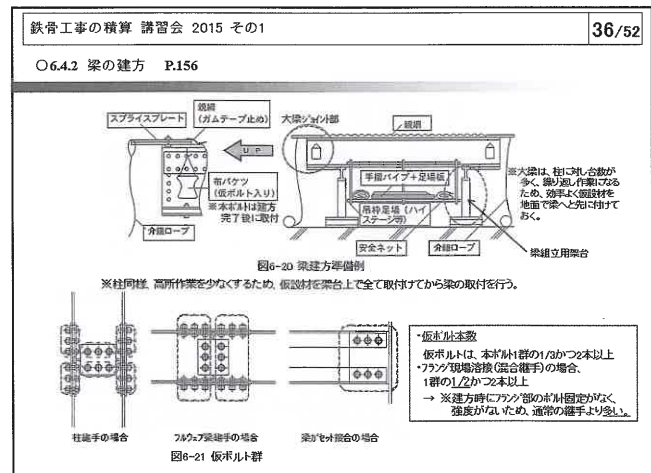 鉄骨工事の積算 講習会 2015 その1
36/52
○6.4.2 梁の建方 P.156
スプライスプレート
親綱
(ガムテープ止め)
UP
布バケツ
(仮ボルト入り)
※本ボルトは建方
完了後に取付
介錯ロープ
大梁ジョイント部
親綱
手摺パイプ+足場板
吊枠足場(ハイ
ステージ等)
安全ネット
介錯ロープ
梁組立用架台
※大梁は、柱に対し台数が
多く、繰り返し作業になる
ため、効率よく仮設材を
地面で梁へと先に付けて
おく。
図6-20 梁建方準備例
※柱同様、高所作業を少なくするため、仮設材を架台上で全て取付けてから梁の取付を行う。
柱継手の場合
フルウェブ梁継手の場合
梁ガセット接合の場合
図6-21 仮ボルト群
・仮ボルト本数
仮ボルトは、本ボルト1群の1/3かつ2本以上
・フランジ現場溶接(混合継手)の場合、
1群の1/2かつ2本以上
→ ※建方時にフランジ部のボルト固定がなく、
強度がないため、通常の継手より多い。